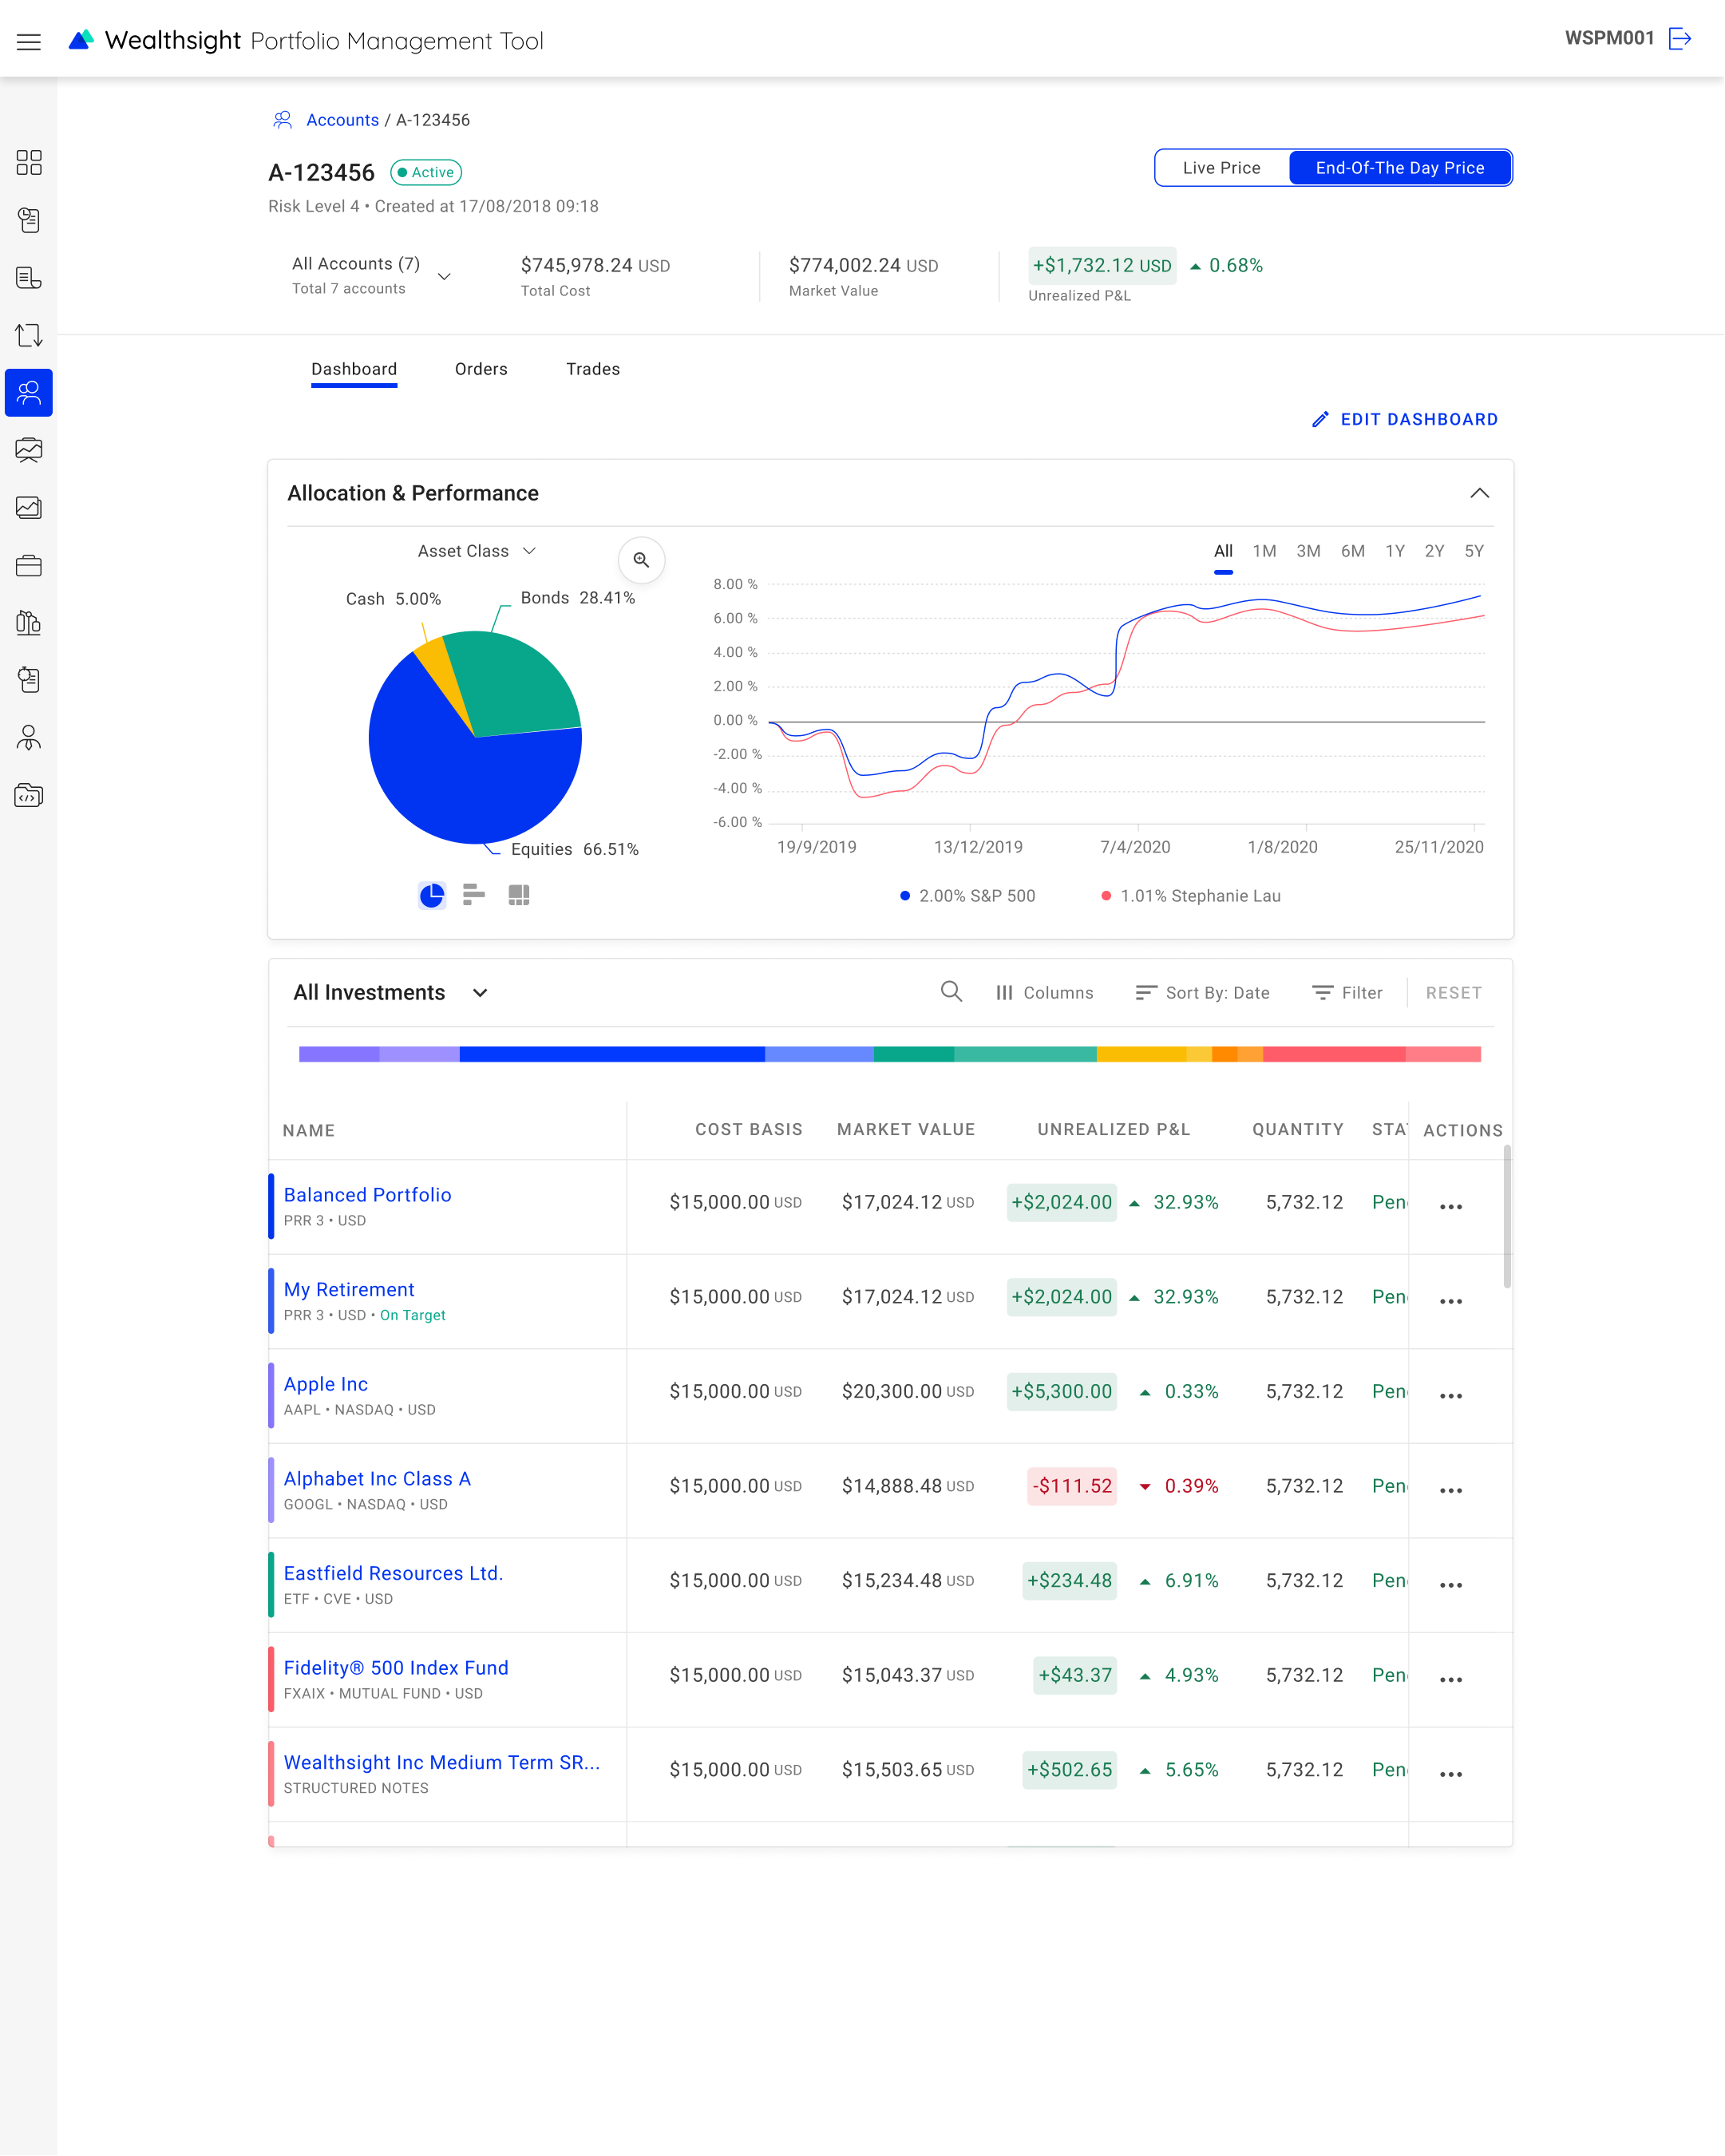 Wealthsight Portfolio Management Tool
WSPM001
Accounts / A-123456
A-123456
Active
Live Price
End-Of-The Day Price
Risk Level 4 • Created at 17/08/2018 09:18
All Accounts (7)
Total 7 accounts
$745,978.24 USD
Total Cost
$774,002.24 USD
Market Value
+$1,732.12 USD
0.68%
Unrealized P&L
Dashboard
Orders
Trades
EDIT DASHBOARD
Allocation & Performance
Asset Class
Cash 5.00%
Bonds 28.41%
Equities 66.51%
All 1M 3M 6M 1Y 2Y 5Y
8.00 %
6.00 %
4.00 %
2.00 %
0.00 %
-2.00 %
-4.00 %
-6.00 %
19/9/2019 13/12/2019 7/4/2020 1/8/2020 25/11/2020
2.00% S&P 500
1.01% Stephanie Lau
All Investments
Columns
Sort By: Date
Filter
RESET
NAME COST BASIS MARKET VALUE UNREALIZED P&L QUANTITY STA ACTIONS
Balanced Portfolio
PRR 3 • USD
$15,000.00 USD $17,024.12 USD +$2,024.00 32.93% 5,732.12 Pen
My Retirement
PRR 3 • USD • On Target
$15,000.00 USD $17,024.12 USD +$2,024.00 32.93% 5,732.12 Pen
Apple Inc
AAPL • NASDAQ • USD
$15,000.00 USD $20,300.00 USD +$5,300.00 0.33% 5,732.12 Pen
Alphabet Inc Class A
GOOGL • NASDAQ • USD
$15,000.00 USD $14,888.48 USD -$111.52 0.39% 5,732.12 Pen
Eastfield Resources Ltd.
ETF • CVE • USD
$15,000.00 USD $15,234.48 USD +$234.48 6.91% 5,732.12 Pen
Fidelity® 500 Index Fund
FXAIX • MUTUAL FUND • USD
$15,000.00 USD $15,043.37 USD +$43.37 4.93% 5,732.12 Pen
Wealthsight Inc Medium Term SR...
STRUCTURED NOTES
$15,000.00 USD $15,503.65 USD +$502.65 5.65% 5,732.12 Pen